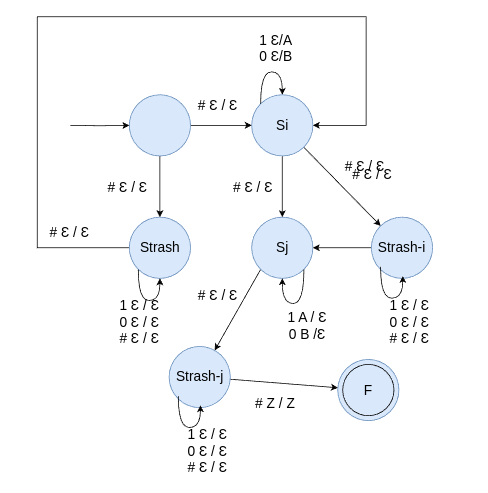 1 Ɛ/A
0 Ɛ/B
# Ɛ / Ɛ
Si
# Ɛ / Ɛ
# Ɛ / Ɛ
# Ɛ / Ɛ
# Ɛ / Ɛ
# Ɛ / Ɛ
Strash
Sj
Strash-i
1 Ɛ / Ɛ
0 Ɛ / Ɛ
# Ɛ / Ɛ
1 A / Ɛ
0 B /Ɛ
1 Ɛ / Ɛ
0 Ɛ / Ɛ
# Ɛ / Ɛ
# Ɛ / Ɛ
Strash-j
F
# Z / Z
1 Ɛ / Ɛ
0 Ɛ / Ɛ
# Ɛ / Ɛ